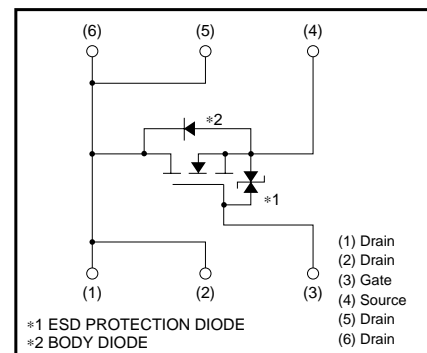 (6) (5) (4)
∗2
∗1
(1) Drain
(2) Drain
(3) Gate
(4) Source
(5) Drain
(6) Drain
(1) (2) (3)
∗1 ESD PROTECTION DIODE
∗2 BODY DIODE